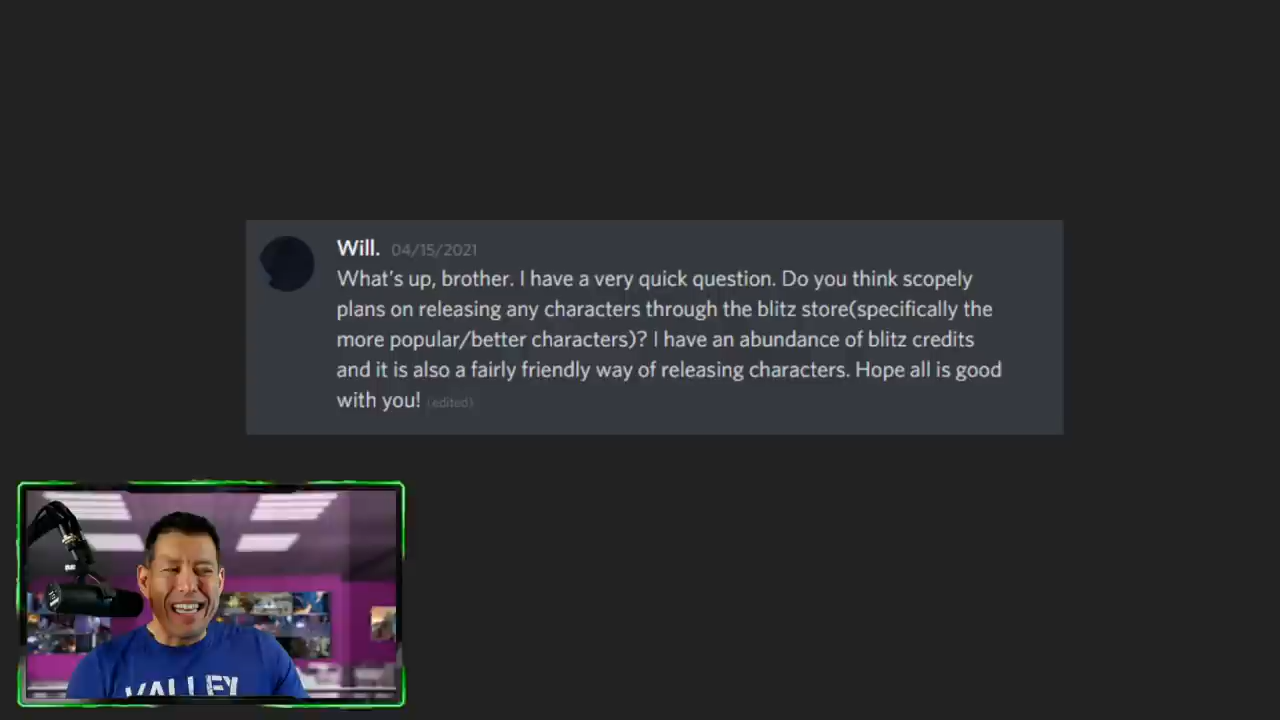 Will. 04/15/2021
What's up, brother. I have a very quick question. Do you think scopely
plans on releasing any characters through the blitz store(specifically the
more popular/better characters)? I have an abundance of blitz credits
and it is also a fairly friendly way of releasing characters. Hope all is good
with you! (edited)
VALLEY